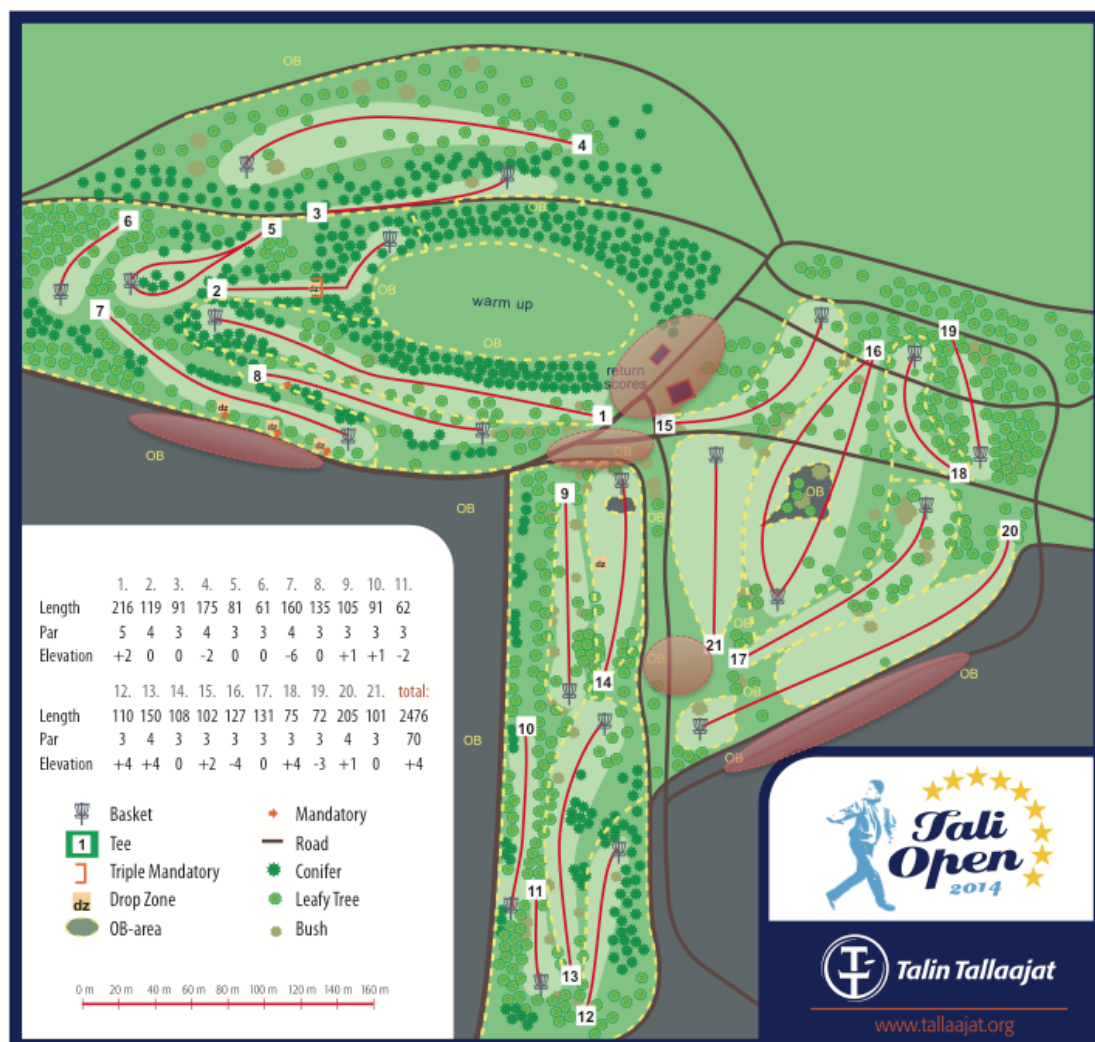 OB
4
6
3
5
OB
2
dz
OB
warm up
7
OB
19
16
8
return
scores
1
15
dz
dz
dz
OB
OB
18
OB
9
OB
OB
20
dz
OB
21
17
OB
14
OB
OB
10
OB
OB
11
13
12
1. 2. 3. 4. 5. 6. 7. 8. 9. 10. 11.
Length 216 119 91 175 81 61 160 135 105 91 62
Par 5 4 3 4 3 3 4 3 3 3 3
Elevation +2 0 0 -2 0 0 -6 0 +1 +1 -2
12. 13. 14. 15. 16. 17. 18. 19. 20. 21. total:
Length 110 150 108 102 127 131 75 72 205 101 2476
Par 3 4 3 3 3 3 3 3 4 3 70
Elevation +4 +4 0 +2 -4 0 +4 -3 +1 0 +4
Basket
1 Tee
Triple Mandatory
dz Drop Zone
OB-area
Mandatory
Road
Conifer
Leafy Tree
Bush
0 m 20 m 40 m 60 m 80 m 100 m 120 m 140 m 160 m
Tali
Open
2014
Talin Tallaajat
www.tallaajat.org